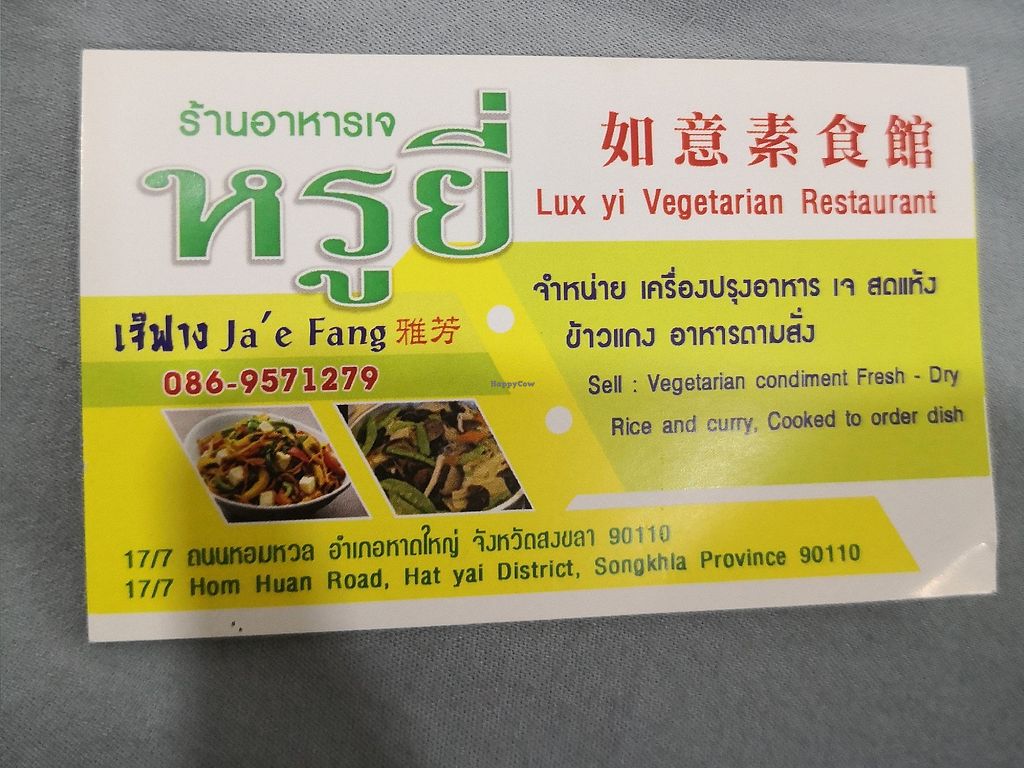 ร้านอาหารเจ
หรูยี่
如意素食館
Lux yi Vegetarian Restaurant
เจ๊ฟาง Ja'e Fang 雅芳
086-9571279
จำหน่าย เครื่องปรุงอาหาร เจ สดแห้ง
ข้าวแกง อาหารตามสั่ง
Sell : Vegetarian condiment Fresh - Dry
Rice and curry, Cooked to order dish
HappyCow
17/7 ถนนหอมหวล อำเภอหาดใหญ่ จังหวัดสงขลา 90110
17/7 Hom Huan Road, Hat yai District, Songkhla Province 90110